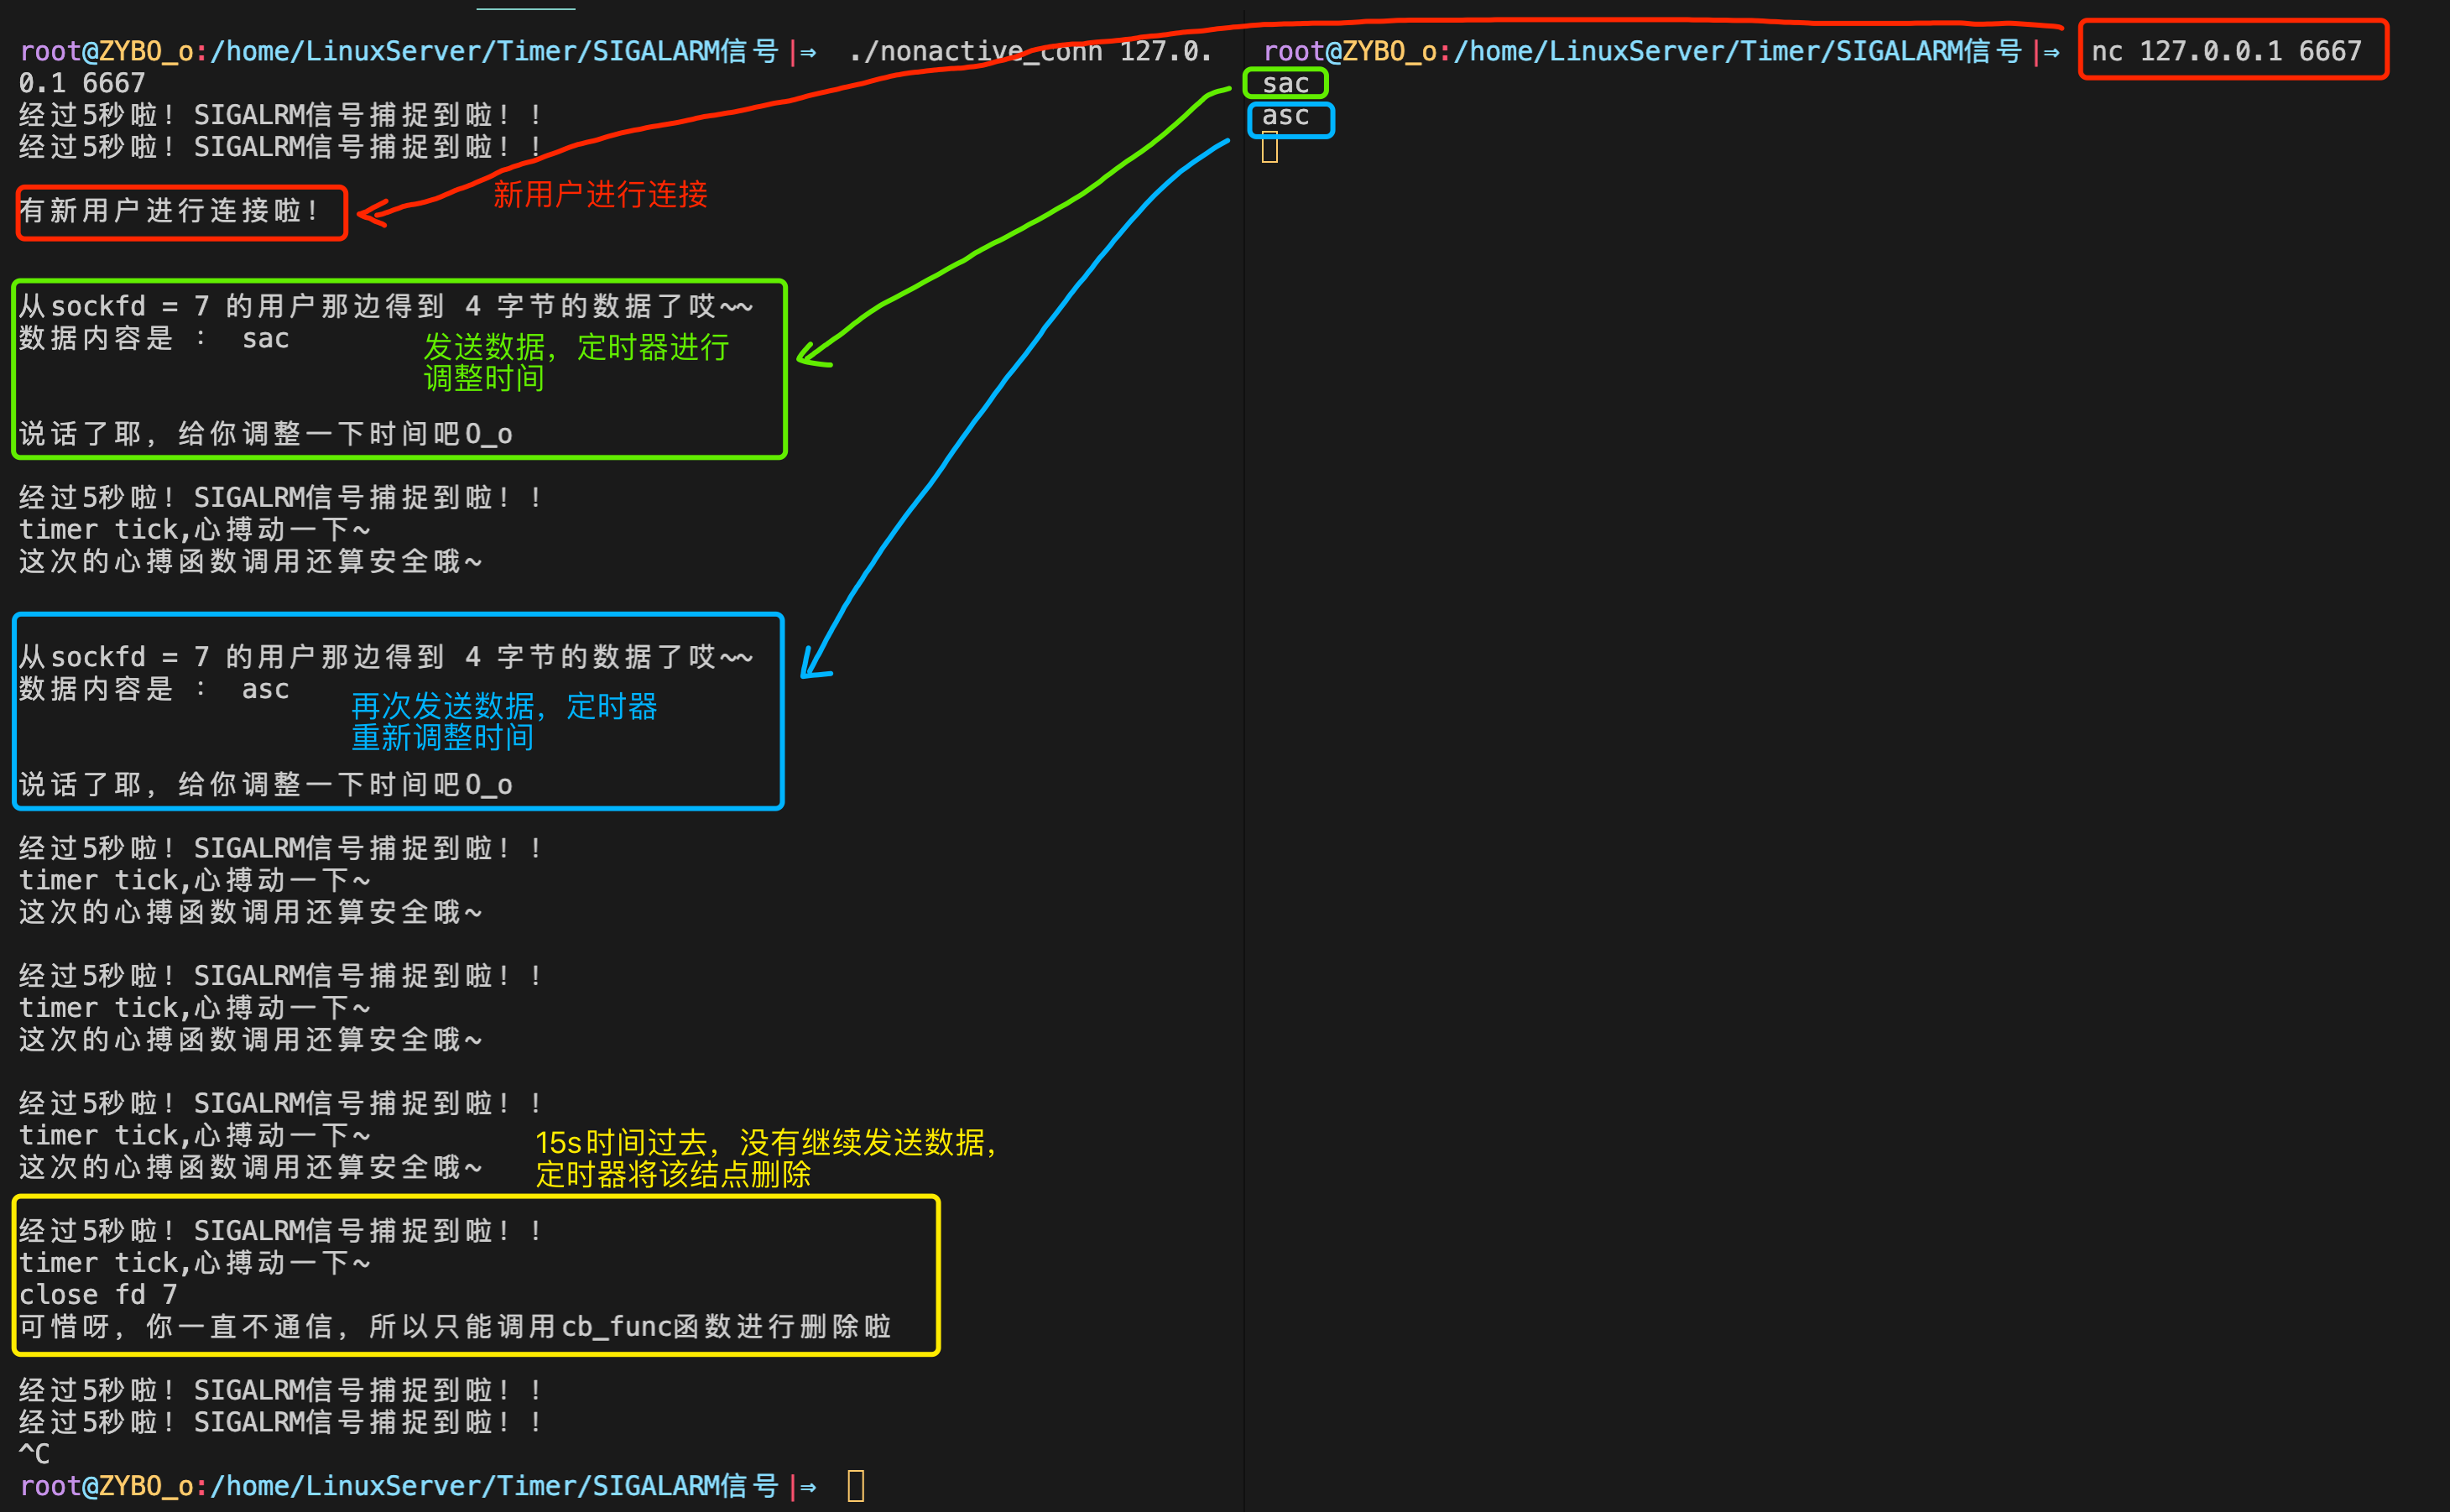 root@ZYBO_o:/home/LinuxServer/Timer/SIGALARM信号|⇒  ./nonactive_conn 127.0.
0.1 6667
经过5秒啦！SIGALRM信号捕捉到啦！！
经过5秒啦！SIGALRM信号捕捉到啦！！
新用户进行连接
有新用户进行连接啦！
从sockfd = 7 的用户那边得到 4 字节的数据了哎~~
数据内容是 ： sac
发送数据，定时器进行
调整时间
说话了耶，给你调整一下时间吧O_o
经过5秒啦！SIGALRM信号捕捉到啦！！
timer tick,心搏动一下~
这次的心搏函数调用还算安全哦~
从sockfd = 7 的用户那边得到 4 字节的数据了哎~~
数据内容是 ： asc
再次发送数据，定时器
重新调整时间
说话了耶，给你调整一下时间吧O_o
经过5秒啦！SIGALRM信号捕捉到啦！！
timer tick,心搏动一下~
这次的心搏函数调用还算安全哦~
经过5秒啦！SIGALRM信号捕捉到啦！！
timer tick,心搏动一下~
这次的心搏函数调用还算安全哦~
经过5秒啦！SIGALRM信号捕捉到啦！！
timer tick,心搏动一下~
这次的心搏函数调用还算安全哦~
15s时间过去，没有继续发送数据，
定时器将该结点删除
经过5秒啦！SIGALRM信号捕捉到啦！！
timer tick,心搏动一下~
close fd 7
可惜呀，你一直不通信，所以只能调用cb_func函数进行删除啦
经过5秒啦！SIGALRM信号捕捉到啦！！
经过5秒啦！SIGALRM信号捕捉到啦！！
^C
root@ZYBO_o:/home/LinuxServer/Timer/SIGALARM信号|⇒
root@ZYBO_o:/home/LinuxServer/Timer/SIGALARM信号|⇒  nc 127.0.0.1 6667
sac
asc